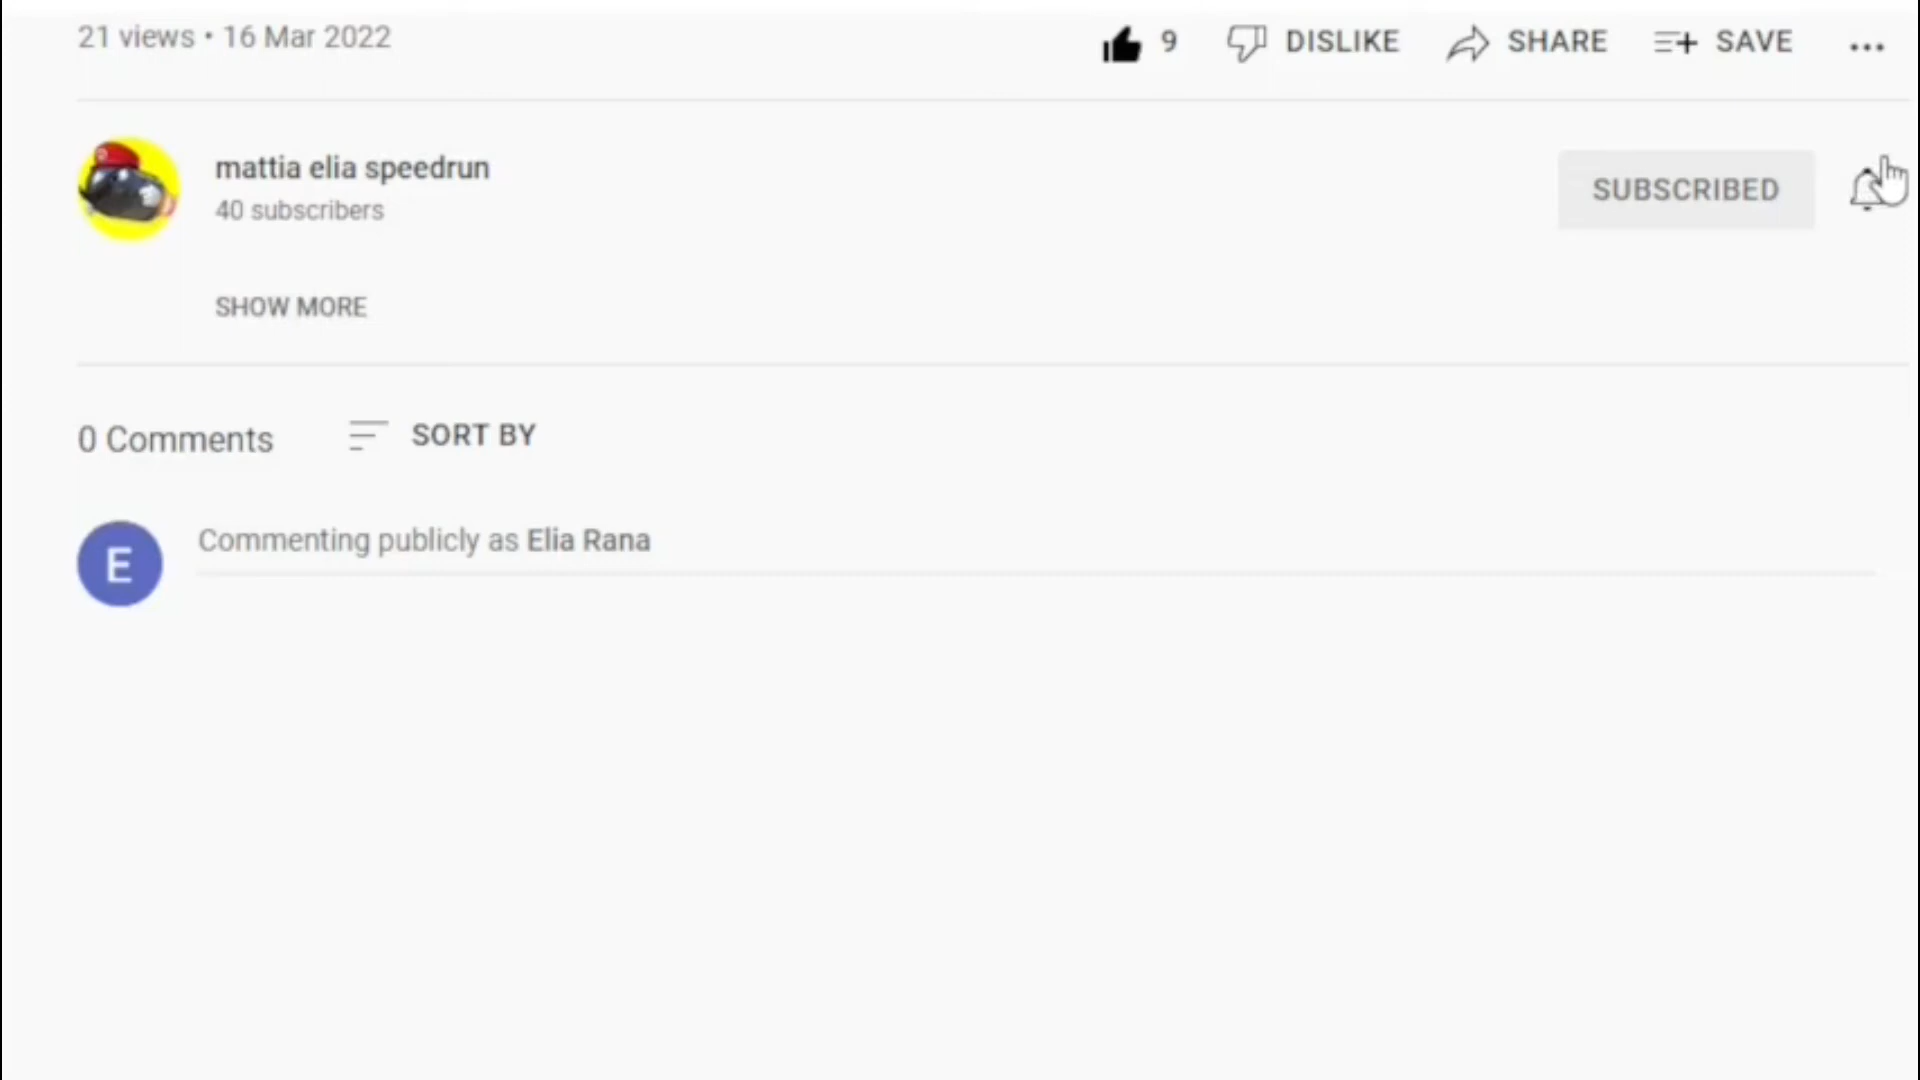 21 views • 16 Mar 2022
9 DISLIKE SHARE SAVE
mattia elia speedrun
40 subscribers
SUBSCRIBED
SHOW MORE
0 Comments SORT BY
E
Commenting publicly as Elia Rana